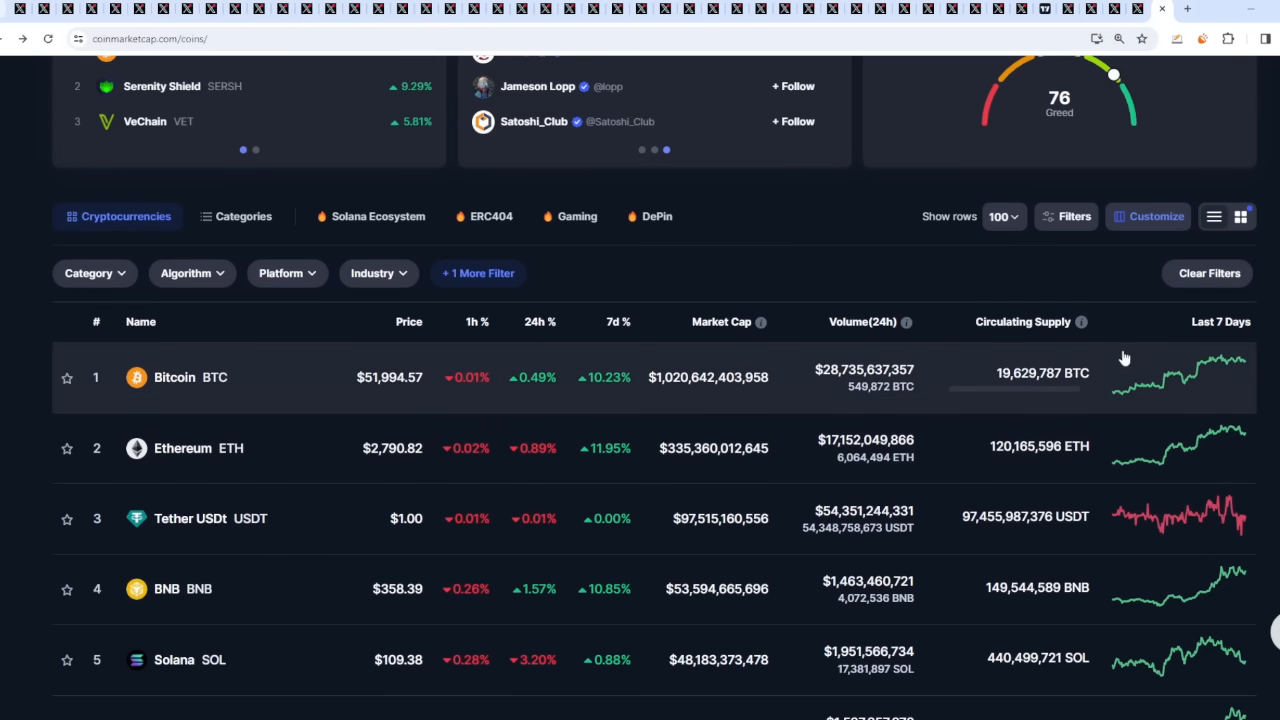 coinmarketcap.com/coins/
2 Serenity Shield SERSH 9.29%
3 VeChain VET 5.81%
Jameson Lopp @lopp + Follow
Satoshi_Club @Satoshi_Club + Follow
76
Greed
Cryptocurrencies Categories Solana Ecosystem ERC404 Gaming DePin Show rows 100 Filters Customize
Category Algorithm Platform Industry + 1 More Filter Clear Filters
# Name Price 1h % 24h % 7d % Market Cap Volume(24h) Circulating Supply Last 7 Days
1 Bitcoin BTC $51,994.57 0.01% 0.49% 10.23% $1,020,642,403,958 $28,735,637,357 19,629,787 BTC
549,872 BTC
2 Ethereum ETH $2,790.82 0.02% 0.89% 11.95% $335,360,012,645 $17,152,049,866 120,165,596 ETH
6,064,494 ETH
3 Tether USDt USDT $1.00 0.01% 0.01% 0.00% $97,515,160,556 $54,351,244,331 97,455,987,376 USDT
54,348,758,673 USDT
4 BNB BNB $358.39 0.26% 1.57% 10.85% $53,594,665,696 $1,463,460,721 149,544,589 BNB
4,072,536 BNB
5 Solana SOL $109.38 0.28% 3.20% 0.88% $48,183,373,478 $1,951,566,734 440,499,721 SOL
17,381,897 SOL